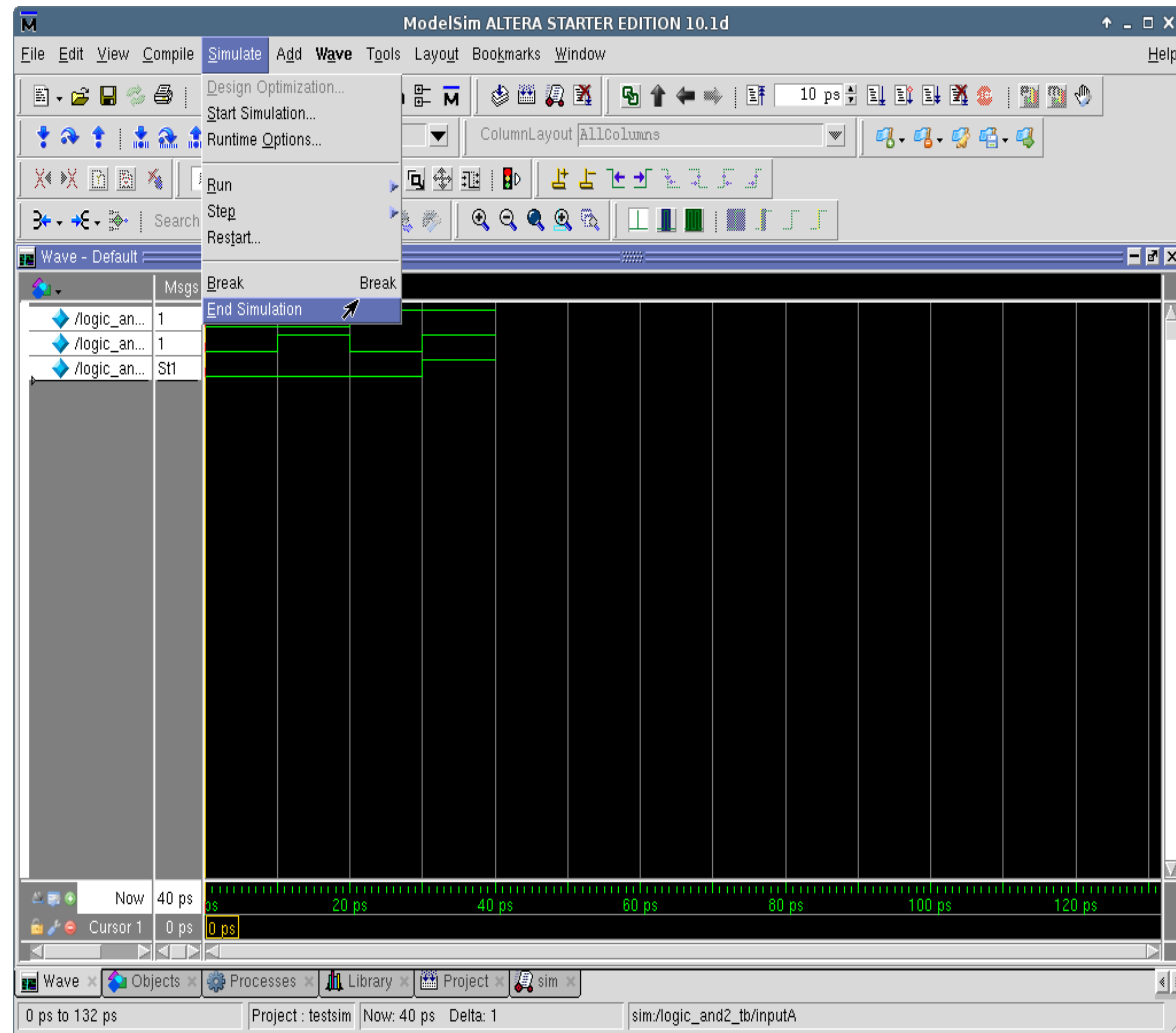 ModelSim ALTERA STARTER EDITION 10.1d
File Edit View Compile Simulate Add Wave Tools Layout Bookmarks Window Help
Design Optimization...
Start Simulation...
Runtime Options...
Run
Step
Restart...
Break Break
End Simulation
10 ps
ColumnLayout AllColumns
Search
Wave - Default
Msgs
/logic_an... 1
/logic_an... 1
/logic_an... St1
Now 40 ps
ps 20 ps 40 ps 60 ps 80 ps 100 ps 120 ps
Cursor 1 0 ps 0 ps
Wave Objects Processes Library Project sim
0 ps to 132 ps Project : testsim Now: 40 ps Delta: 1 sim:/logic_and2_tb/inputA